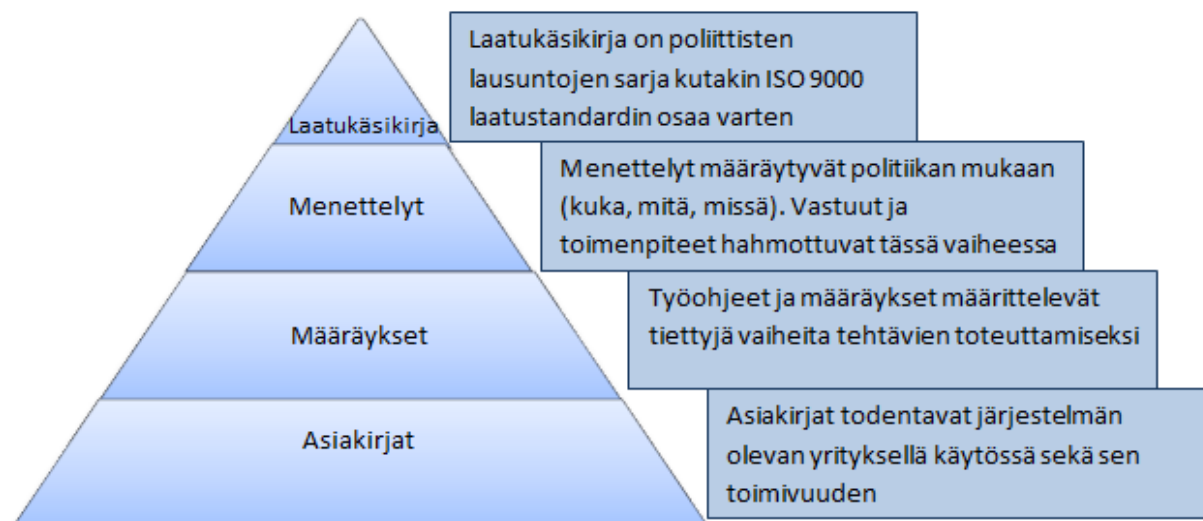 Laatukäsikirja
Laatukäsikirja on poliittisten
lausuntojen sarja kutakin ISO 9000
laatustandardin osaa varten
Menettelyt
Menettelyt määräytyvät politiikan mukaan
(kuka, mitä, missä). Vastuut ja
toimenpiteet hahmottuvat tässä vaiheessa
Määräykset
Työohjeet ja määräykset määrittelevät
tiettyjä vaiheita tehtävien toteuttamiseksi
Asiakirjat
Asiakirjat todentavat järjestelmän
olevan yrityksellä käytössä sekä sen
toimivuuden